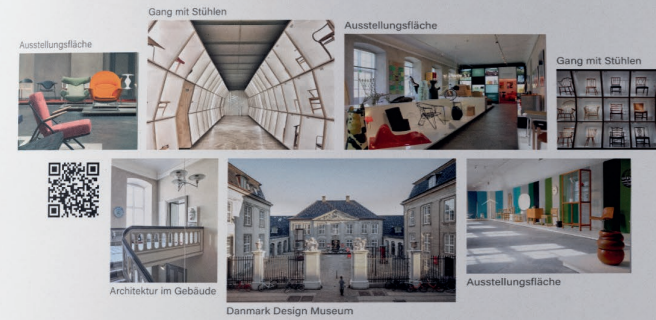 Gang mit Stühlen
Ausstellungsfläche
Ausstellungsfläche
Gang mit Stühlen
Architektur im Gebäude
Danmark Design Museum
Ausstellungsfläche